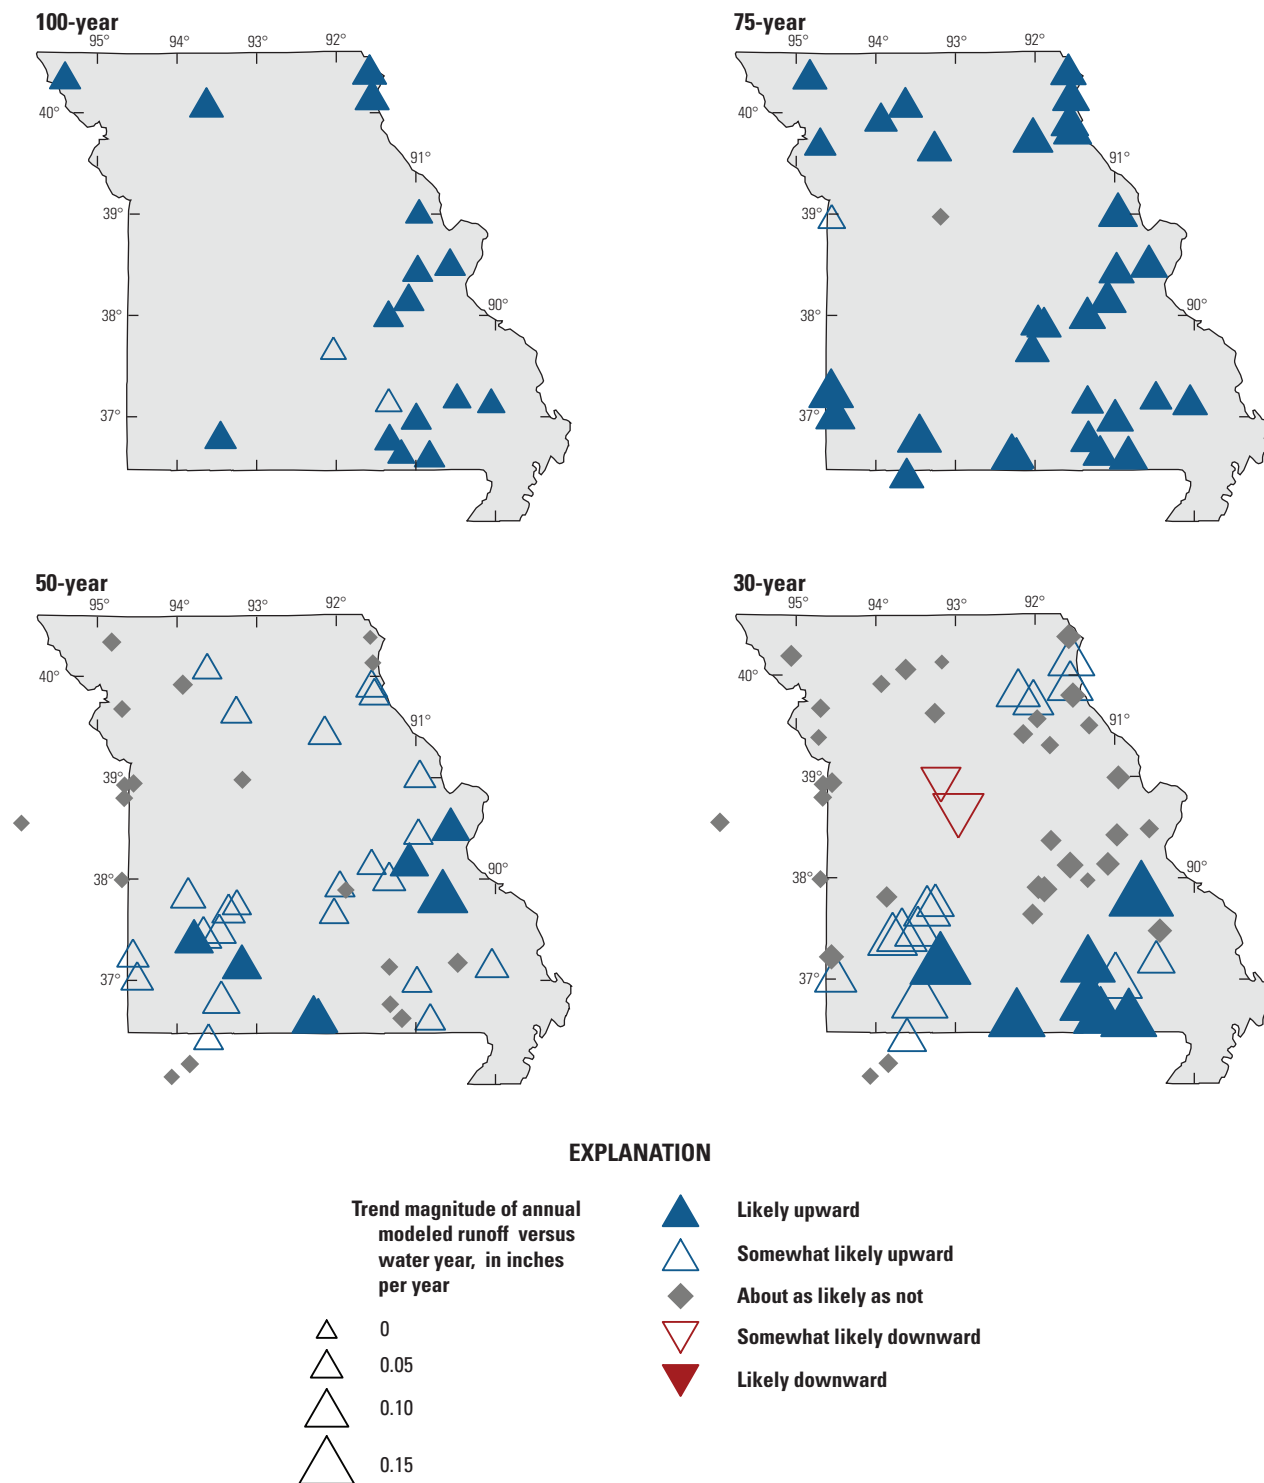 100-year
95° 94° 93° 92°
40°
91°
39°
90°
38°
37°
75-year
95° 94° 93° 92°
40°
91°
39°
90°
38°
37°
50-year
95° 94° 93° 92°
40°
91°
39°
90°
38°
37°
30-year
95° 94° 93° 92°
40°
91°
39°
90°
38°
37°
EXPLANATION
Trend magnitude of annual
modeled runoff versus
water year, in inches
per year
0
0.05
0.10
0.15
Likely upward
Somewhat likely upward
About as likely as not
Somewhat likely downward
Likely downward